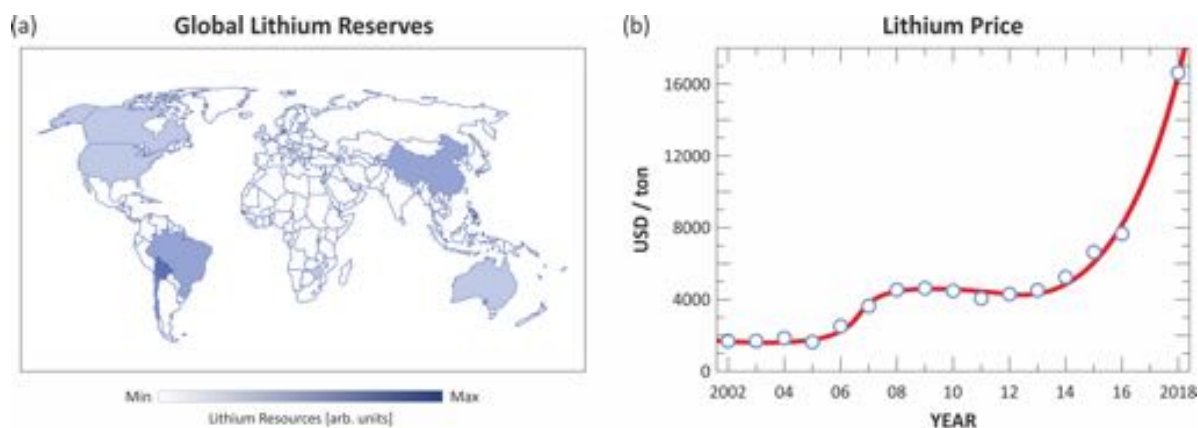 (a)
Global Lithium Reserves
Min
Max
Lithium Resources [arb. units]
(b)
Lithium Price
USD / ton
16000
12000
8000
4000
0
2002 04 06 08 10 12 14 16 2018
YEAR